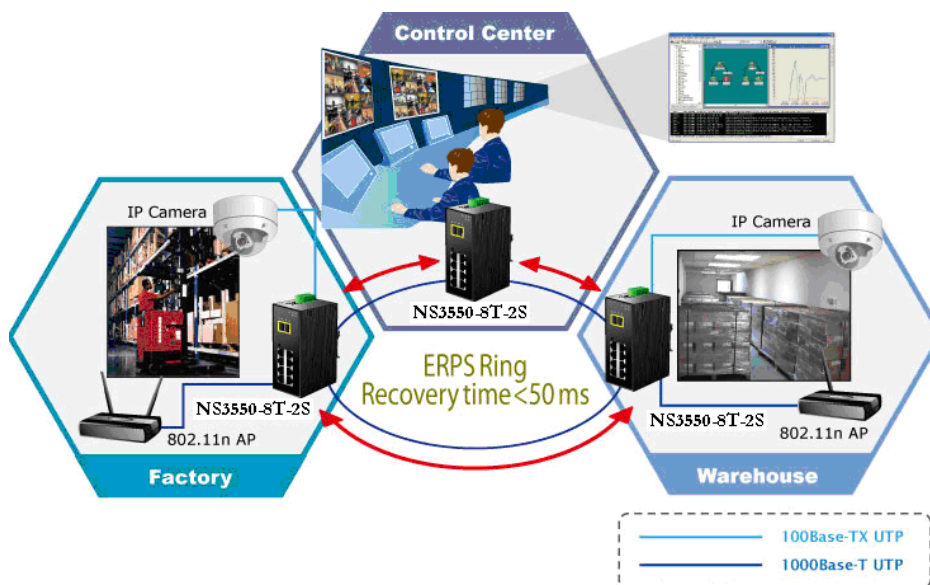 Control Center
IP Camera
IP Camera
NS3550-8T-2S
ERPS Ring
Recovery time<50 ms
NS3550-8T-2S
802.11n AP
NS3550-8T-2S
802.11n AP
Factory
Warehouse
100Base-TX UTP
1000Base-T UTP